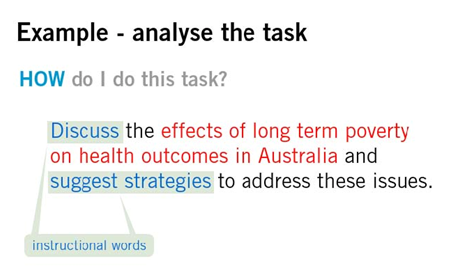 Example - analyse the task
HOW do I do this task?
Discuss the effects of long term poverty
on health outcomes in Australia and
suggest strategies to address these issues.
instructional words